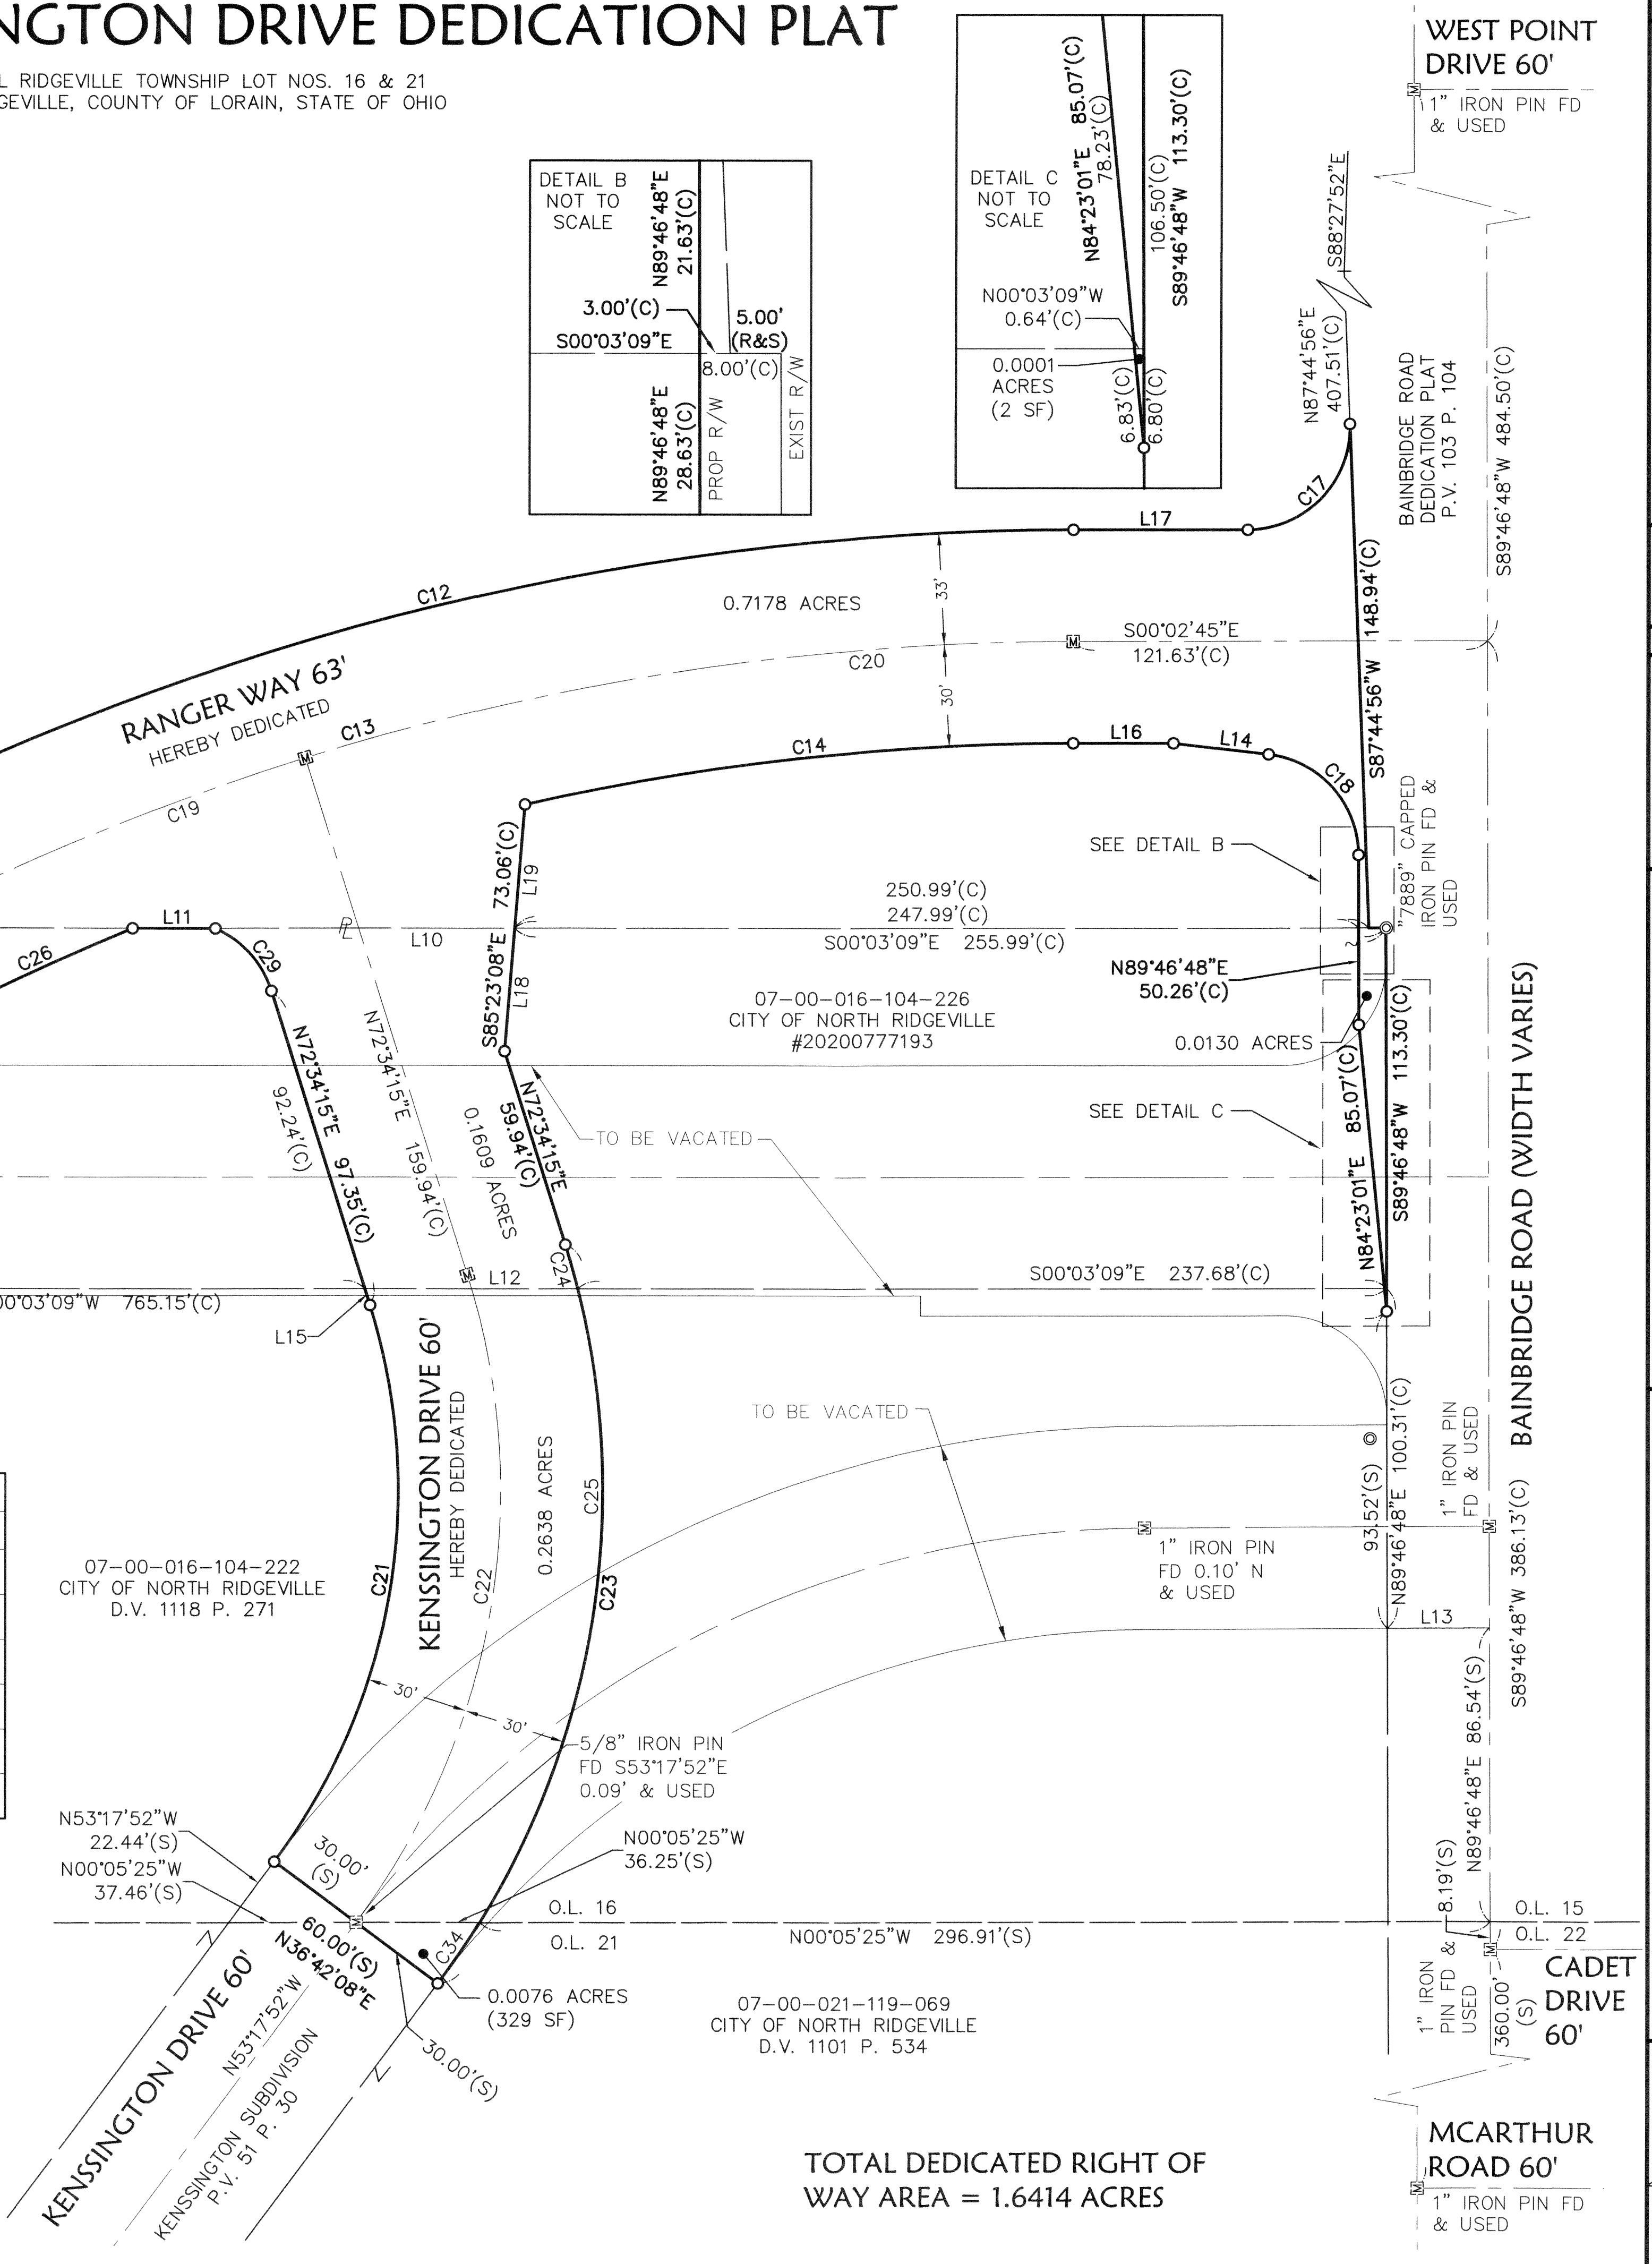 NGTON DRIVE DEDICATION PLAT
L RIDGEVILLE TOWNSHIP LOT NOS. 16 & 21
GEVILLE, COUNTY OF LORAIN, STATE OF OHIO
WEST POINT
DRIVE 60'
1" IRON PIN FD
& USED
DETAIL B
NOT TO
SCALE
N89°46'48"E
21.63'(C)
3.00'(C)
S00°03'09"E
5.00'
(R&S)
8.00'(C)
N89°46'48"E
28.63'(C)
PROP R/W
EXIST R/W
DETAIL C
NOT TO
SCALE
N84°23'01"E 85.07'(C)
78.23'(C)
106.50'(C)
S89°46'48"W 113.30'(C)
N00°03'09"W
0.64'(C)
0.0001
ACRES
(2 SF)
6.83'(C)
6.80'(C)
S88°27'52"E
N87°44'56"E
407.51'(C)
BAINBRIDGE ROAD
DEDICATION PLAT
P.V. 103 P. 104
S89°46'48"W 484.50'(C)
C17
L17
C12
33'
0.7178 ACRES
S87°44'56"W 148.94'(C)
S00°02'45"E
121.63'(C)
C20
30'
RANGER WAY 63'
HEREBY DEDICATED
C13
C19
C14
L16
L14
C18
"7889" CAPPED
IRON PIN FD &
USED
SEE DETAIL B
S85°23'08"E 73.06'(C)
L19
L18
250.99'(C)
247.99'(C)
S00°03'09"E 255.99'(C)
L11
PL
L10
C26
C29
N89°46'48"E
50.26'(C)
07-00-016-104-226
CITY OF NORTH RIDGEVILLE
#20200777193
0.0130 ACRES
N72°34'15"E 97.35'(C)
92.24'(C)
N72°34'15"E 159.94'(C)
0.1609 ACRES
N72°34'15"E
59.94'(C)
TO BE VACATED
SEE DETAIL C
N84°23'01"E 85.07'(C)
S89°46'48"W 113.30'(C)
BAINBRIDGE ROAD (WIDTH VARIES)
C24
L12
S00°03'09"E 237.68'(C)
00°03'09"W 765.15'(C)
L15
KENSSINGTON DRIVE 60'
HEREBY DEDICATED
TO BE VACATED
0.2638 ACRES
C25
93.52'(S)
N89°46'48"E 100.31'(C)
1" IRON PIN
FD & USED
1" IRON PIN
FD 0.10' N
& USED
07-00-016-104-222
CITY OF NORTH RIDGEVILLE
D.V. 1118 P. 271
C21
C22
C23
L13
S89°46'48"W 386.13'(C)
N89°46'48"E 86.54'(S)
30'
30'
5/8" IRON PIN
FD S53°17'52"E
0.09' & USED
N53°17'52"W
22.44'(S)
N00°05'25"W
37.46'(S)
30.00'
(S)
N00°05'25"W
36.25'(S)
8.19'(S)
O.L. 16
O.L. 21
N00°05'25"W 296.91'(S)
O.L. 15
O.L. 22
60.00'(S)
N36°42'08"E
C34
0.0076 ACRES
(329 SF)
30.00'(S)
07-00-021-119-069
CITY OF NORTH RIDGEVILLE
D.V. 1101 P. 534
1" IRON
PIN FD &
USED
360.00'
(S)
CADET
DRIVE
60'
KENSSINGTON DRIVE 60'
N53°17'52"W
KENSSINGTON SUBDIVISION
P.V. 51 P. 30
TOTAL DEDICATED RIGHT OF
WAY AREA = 1.6414 ACRES
MCARTHUR
ROAD 60'
1" IRON PIN FD
& USED